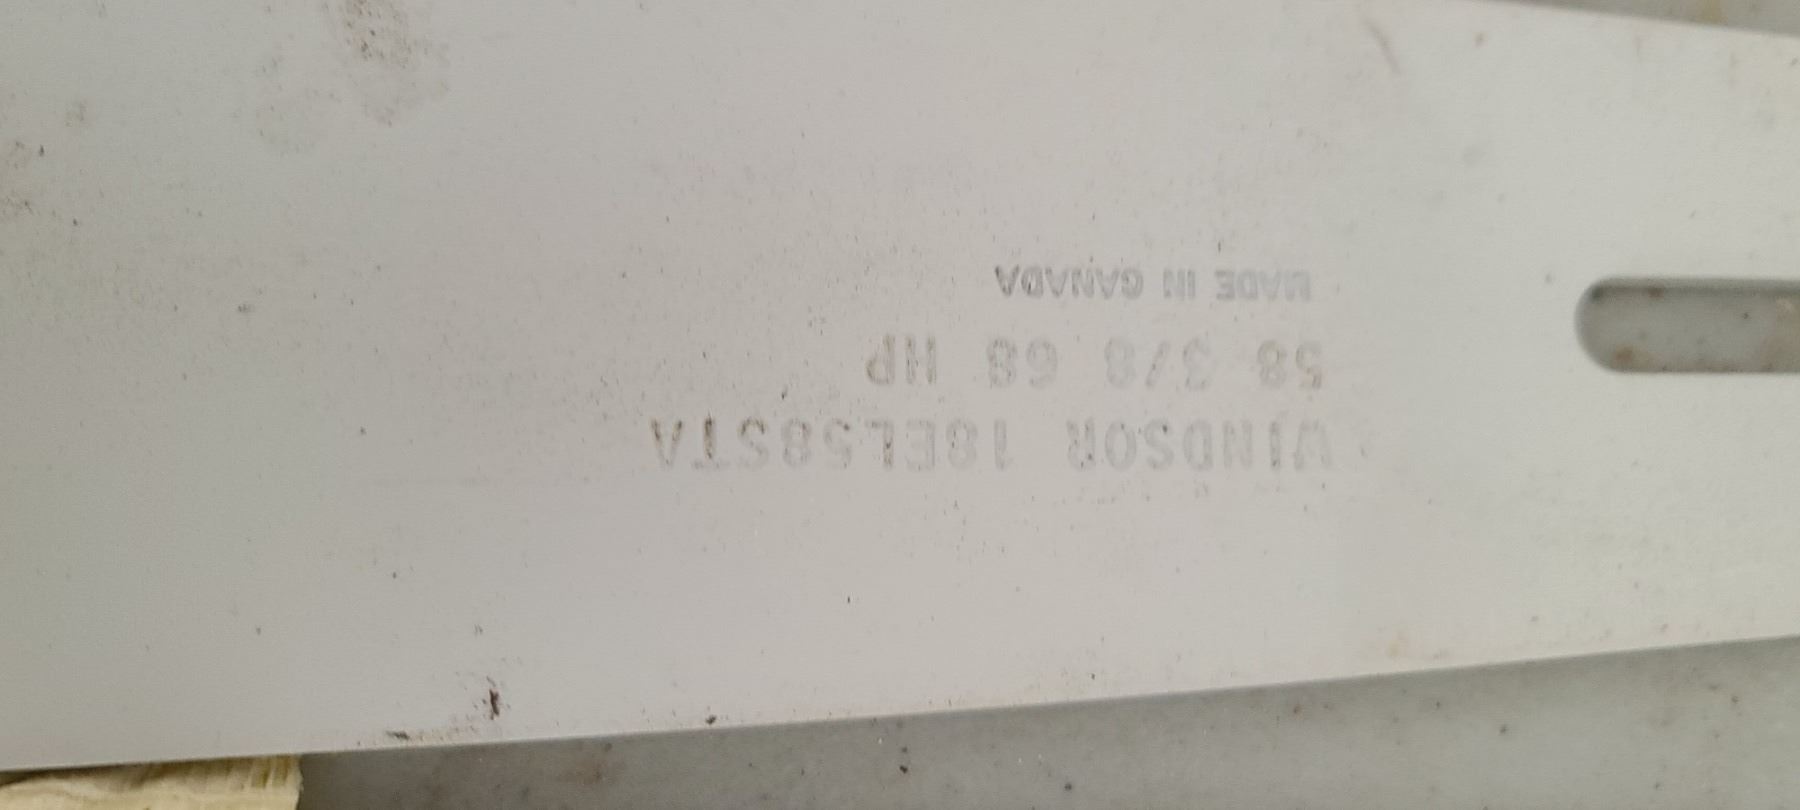 WINDSOR 18EL58STA
58 3/8 68 HP
MADE IN CANADA